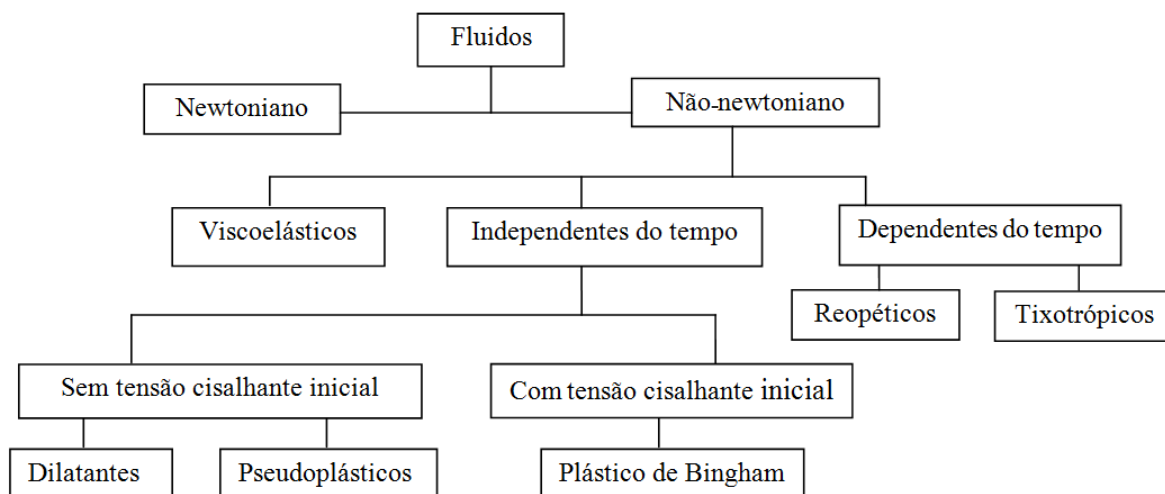 Fluidos
Newtoniano
Não-newtoniano
Viscoelásticos
Independentes do tempo
Dependentes do tempo
Reopéticos
Tixotrópicos
Sem tensão cisalhante inicial
Com tensão cisalhante inicial
Dilatantes
Pseudoplásticos
Plástico de Bingham